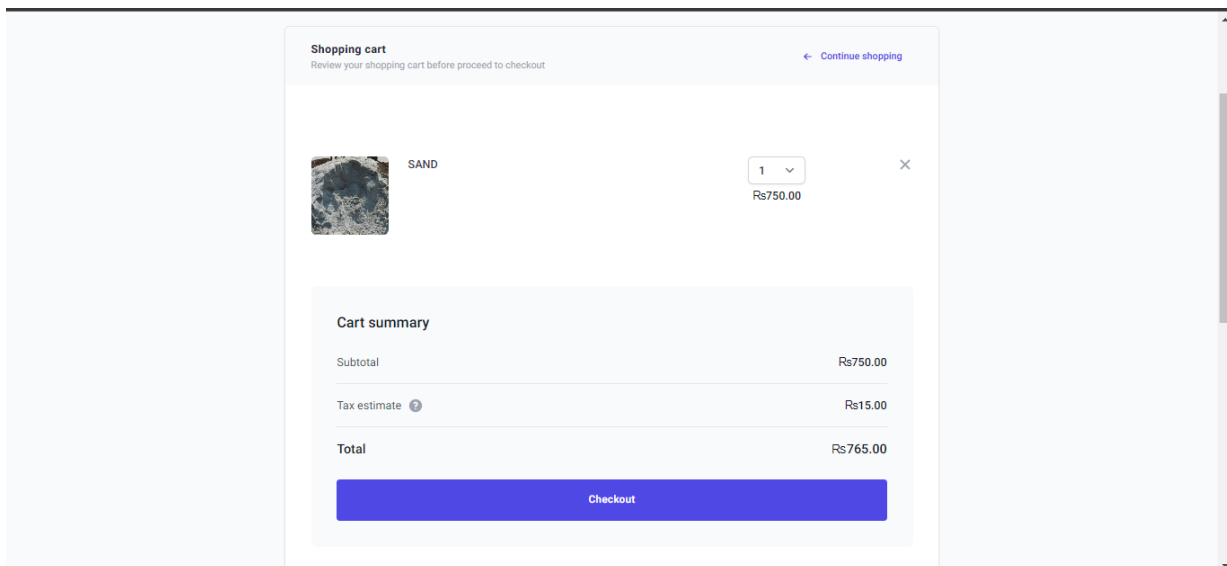 Shopping cart
Review your shopping cart before proceed to checkout
← Continue shopping
SAND
1
₨750.00
Cart summary
Subtotal ₨750.00
Tax estimate ? ₨15.00
Total ₨765.00
Checkout